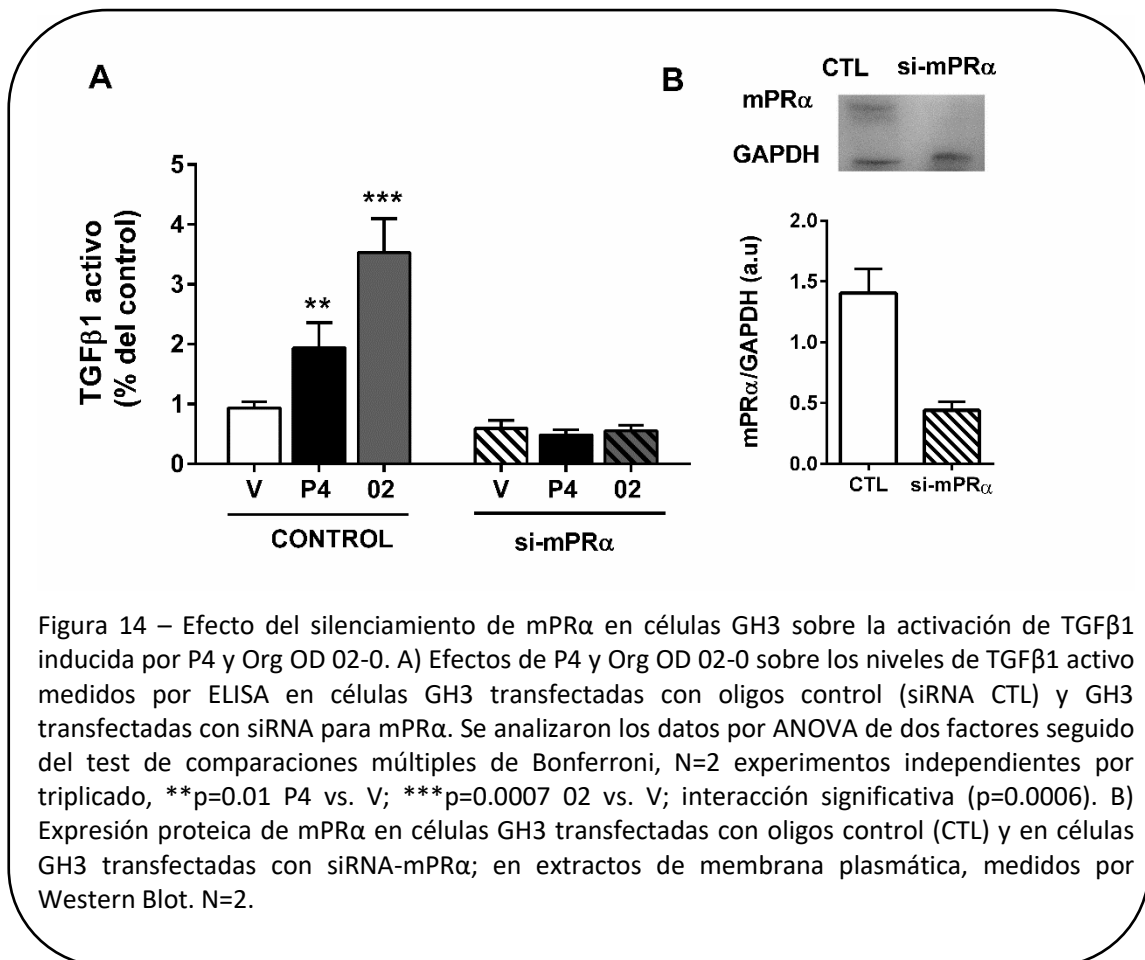 A
TGFβ1 activo
(% del control)
5
4
3
2
1
0
**
***
V P4 02 V P4 02
CONTROL si-mPRα
B
CTL si-mPRα
mPRα
GAPDH
mPRα/GAPDH (a.u)
2.0
1.5
1.0
0.5
0.0
CTL si-mPRα
Figura 14 – Efecto del silenciamiento de mPRα en células GH3 sobre la activación de TGFβ1
inducida por P4 y Org OD 02-0. A) Efectos de P4 y Org OD 02-0 sobre los niveles de TGFβ1 activo
medidos por ELISA en células GH3 transfectadas con oligos control (siRNA CTL) y GH3
transfectadas con siRNA para mPRα. Se analizaron los datos por ANOVA de dos factores seguido
del test de comparaciones múltiples de Bonferroni, N=2 experimentos independientes por
triplicado, **p=0.01 P4 vs. V; ***p=0.0007 02 vs. V; interacción significativa (p=0.0006). B)
Expresión proteica de mPRα en células GH3 transfectadas con oligos control (CTL) y en células
GH3 transfectadas con siRNA-mPRα; en extractos de membrana plasmática, medidos por
Western Blot. N=2.